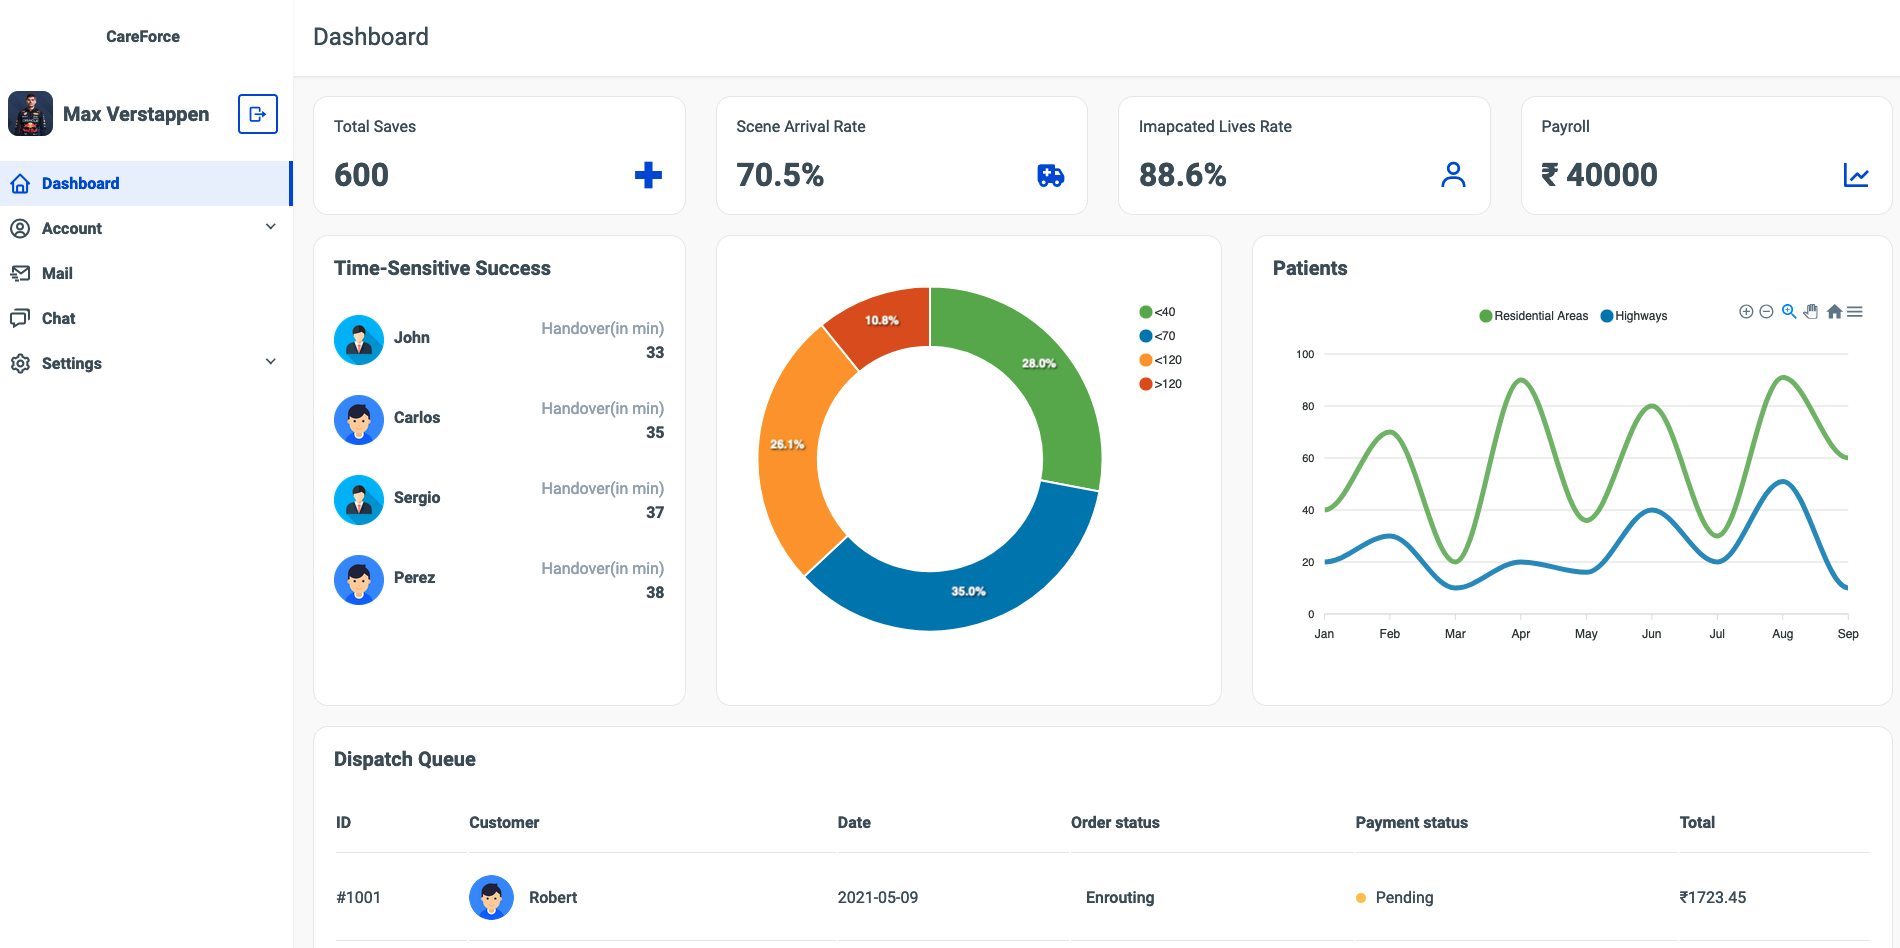 CareForce
Max Verstappen
Dashboard
Account
Mail
Chat
Settings
Dashboard
Total Saves
600
Scene Arrival Rate
70.5%
Imapcated Lives Rate
88.6%
Payroll
₹ 40000
Time-Sensitive Success
John
Handover(in min)
33
Carlos
Handover(in min)
35
Sergio
Handover(in min)
37
Perez
Handover(in min)
38
10.8%
28.0%
26.1%
35.0%
<40
<70
<120
>120
Patients
Residential Areas Highways
100
80
60
40
20
0
Jan Feb Mar Apr May Jun Jul Aug Sep
Dispatch Queue
ID Customer Date Order status Payment status Total
#1001 Robert 2021-05-09 Enrouting Pending ₹1723.45